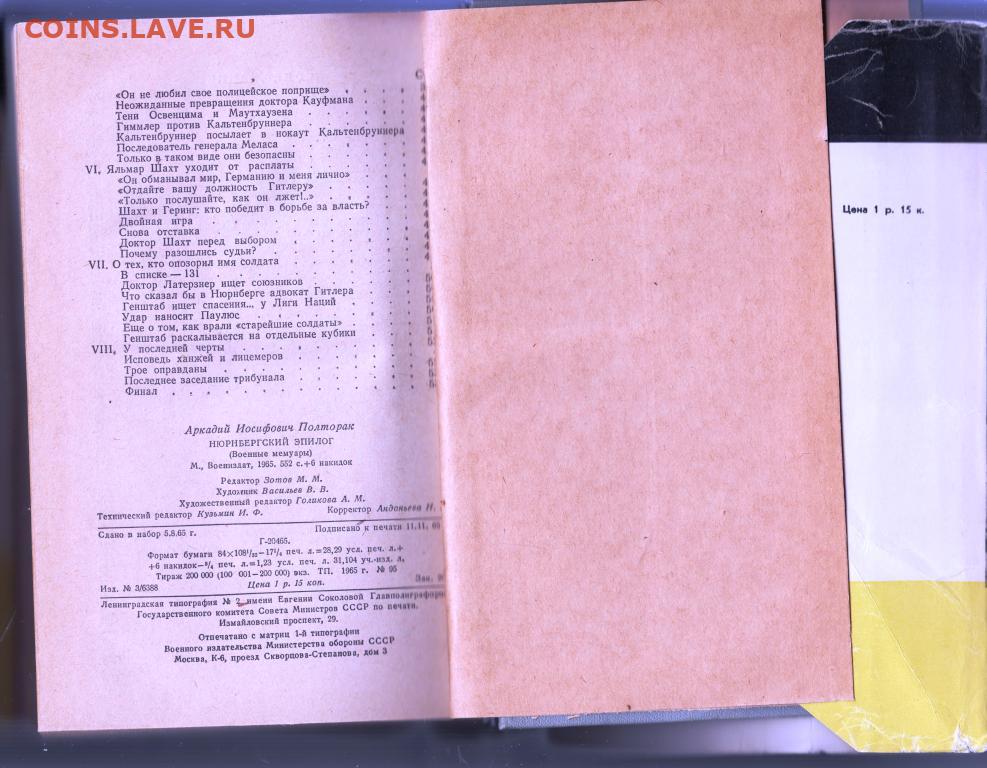 COINS.LAVE.RU
«Он не любил свое полицейское поприще»
Неожиданные превращения доктора Кауфмана
Тени Освенцима и Маутхаузена
Гиммлер против Кальтенбруннера
Кальтенбруннер посылает в нокаут Кальтенбруннера
Последователь генерала Меласа
Только в таком виде они безопасны
VI. Яльмар Шахт уходит от расплаты
«Он обманывал мир, Германию и меня лично»
«Отдайте вашу должность Гитлеру»
«Только послушайте, как он лжет!..»
Шахт и Геринг: кто победит в борьбе за власть?
Двойная игра
Снова отставка
Доктор Шахт перед выбором
Почему разошлись судьи?
VII. О тех, кто опозорил имя солдата
В списке — 131
Доктор Латерзнер ищет союзников
Что сказал бы в Нюрнберге адвокат Гитлера
Генштаб ищет спасения... у Лиги Наций
Удар наносит Паулюс
Еще о том, как врали «старейшие солдаты»
Генштаб раскалывается на отдельные кубики
VIII. У последней черты
Исповедь ханжей и лицемеров
Трое оправданы
Последнее заседание трибунала
Финал
Аркадий Иосифович Полторак
НЮРНБЕРГСКИЙ ЭПИЛОГ
(Военные мемуары)
М., Воениздат, 1965. 552 с.+6 накидок
Редактор Зотов М. М.
Художник Васильев В. В.
Художественный редактор Голикова А. М.
Технический редактор Кузьмин И. Ф. Корректор Анданьева Н.
Сдано в набор 5.8.65 г. Подписано к печати 11.11.
Г-20465.
Формат бумаги 84×108¹/₃₂—17¹/₄ печ. л.=28,29 усл. печ. л.+
+6 накидок—³/₄ печ. л.=1,23 усл. печ. л. 31,104 уч.-изд. л.
Тираж 200 000 (100 001—200 000) экз. ТП. 1965 г. № 95
Изд. № 3/6388 Цена 1 р. 15 коп. Зак.
Ленинградская типография № 2 имени Евгении Соколовой Главполиграфпром
Государственного комитета Совета Министров СССР по печати.
Измайловский проспект, 29.
Отпечатано с матриц 1-й типографии
Военного издательства Министерства обороны СССР
Москва, К-6, проезд Скворцова-Степанова, дом 3
Цена 1 р. 15 к.